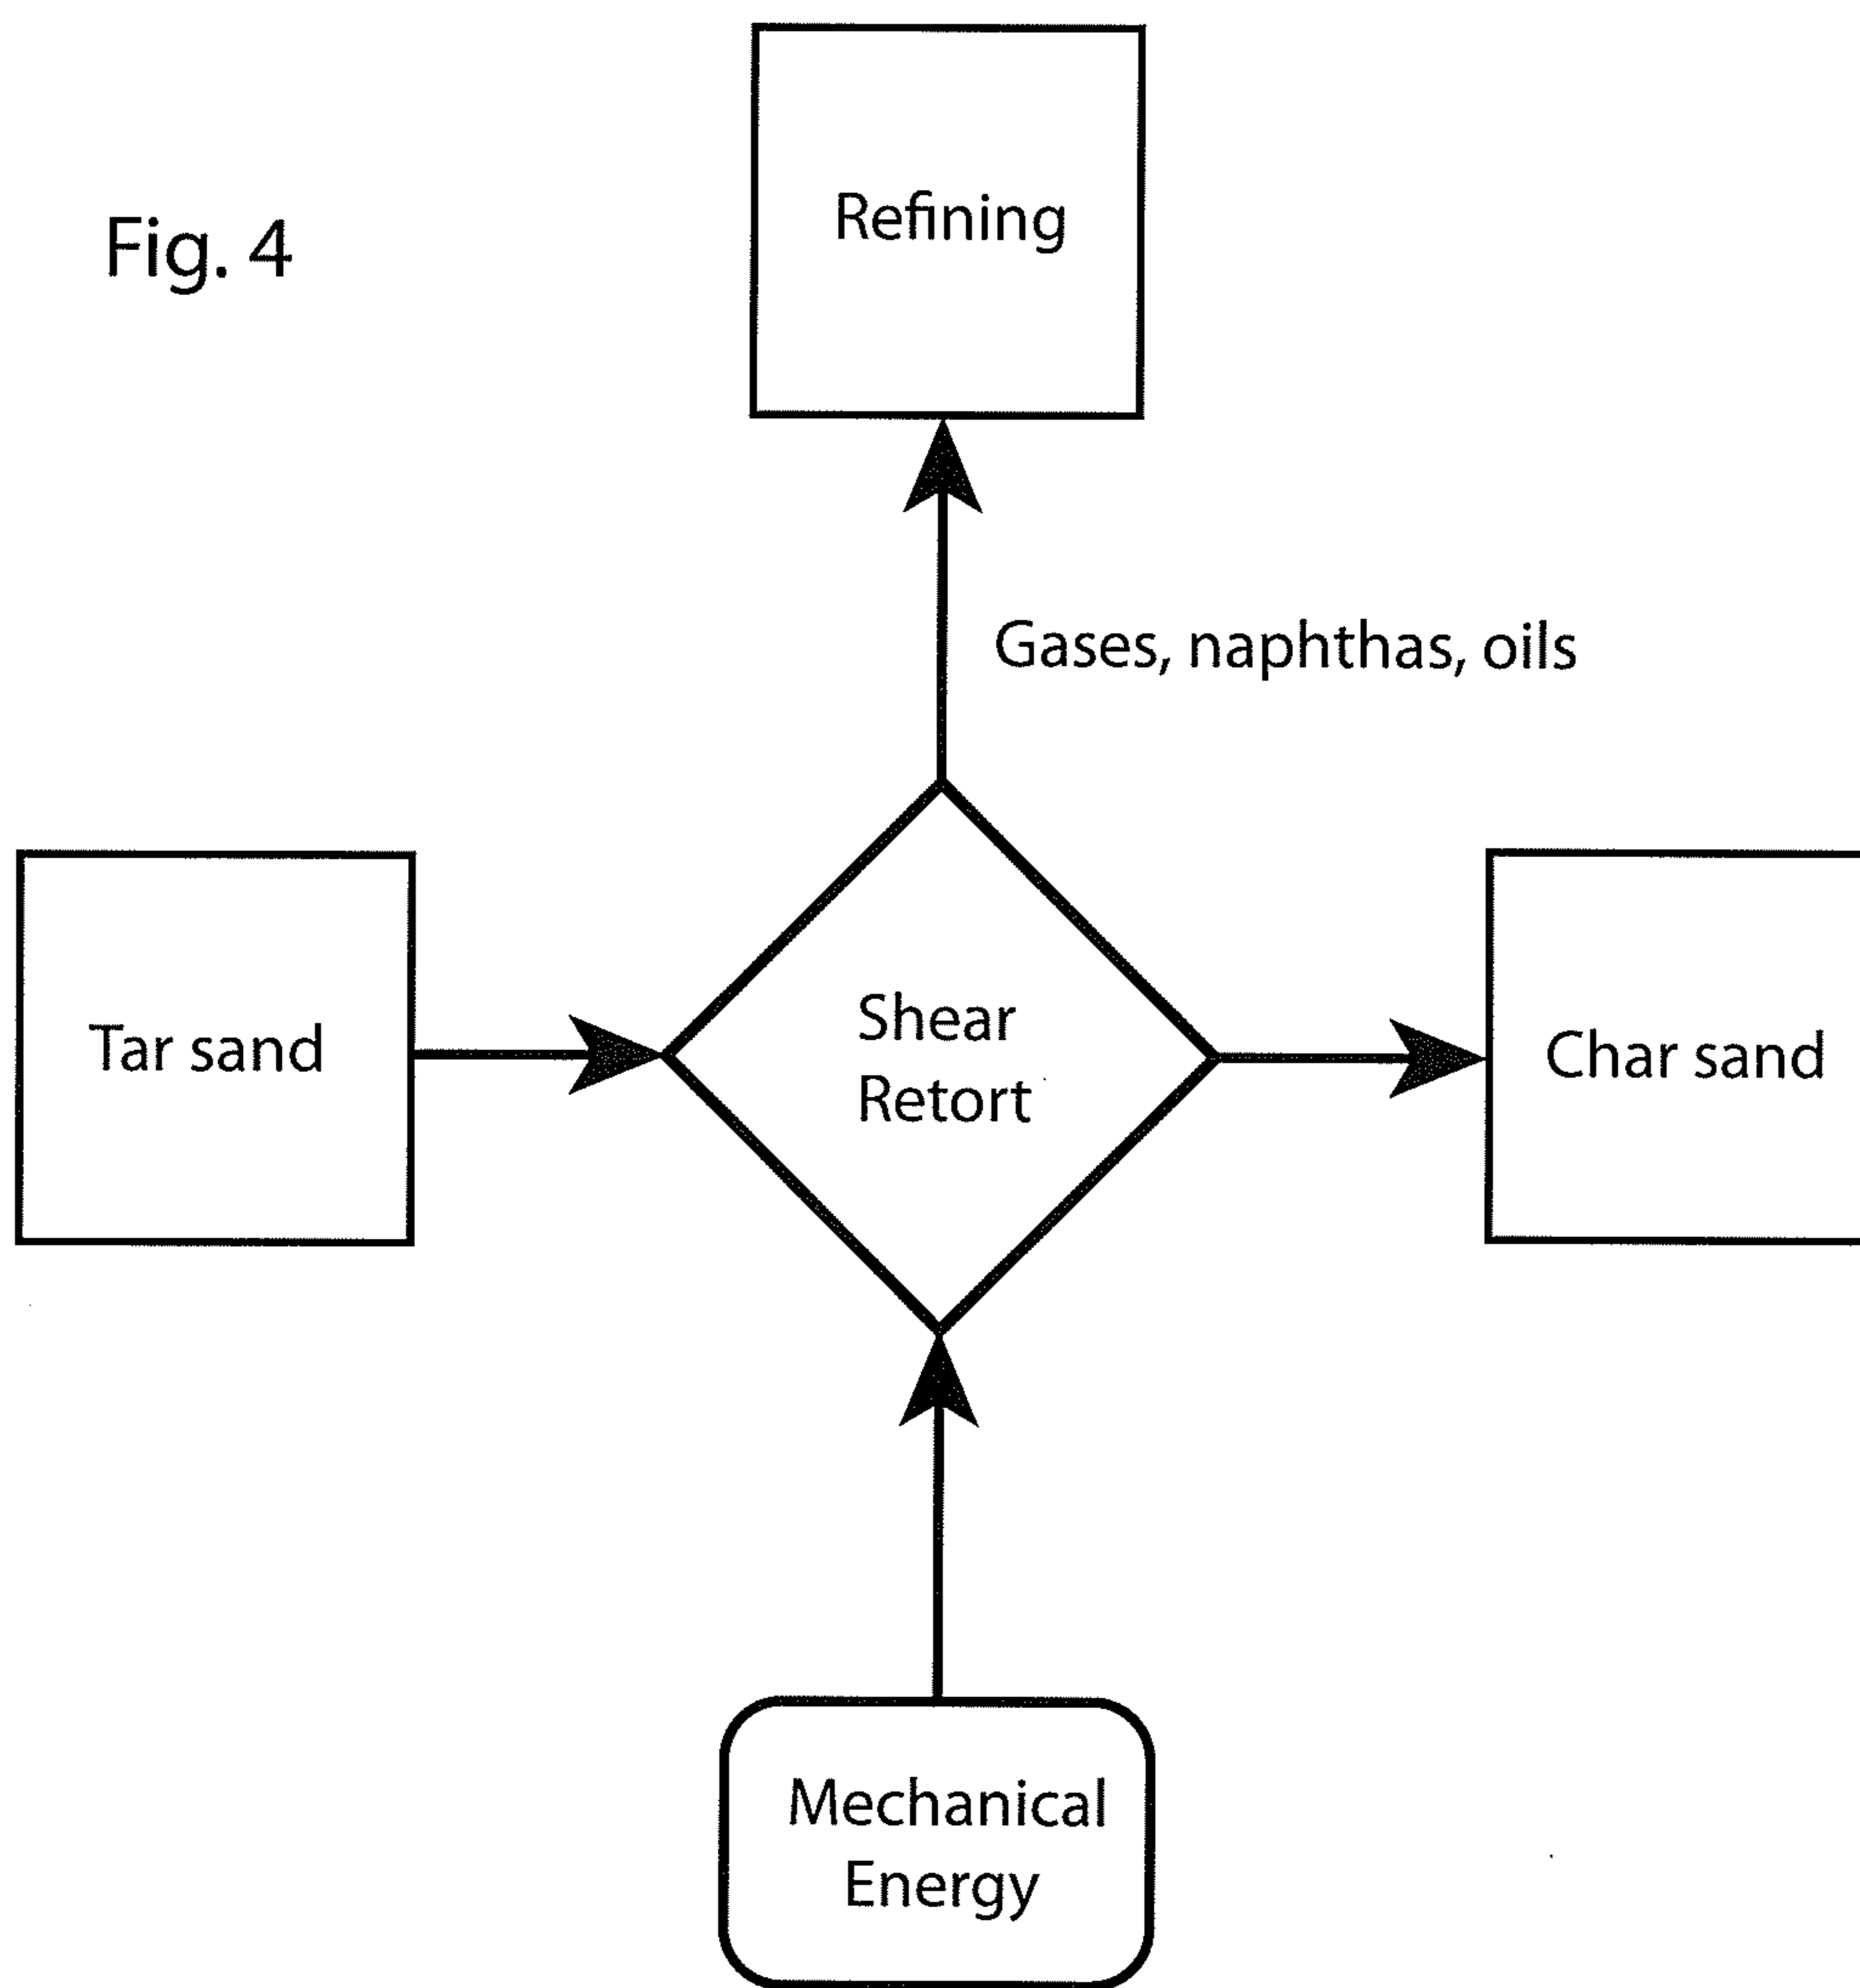 Fig. 4
Refining
Gases, naphthas, oils
Tar sand
Shear
Retort
Char sand
Mechanical
Energy